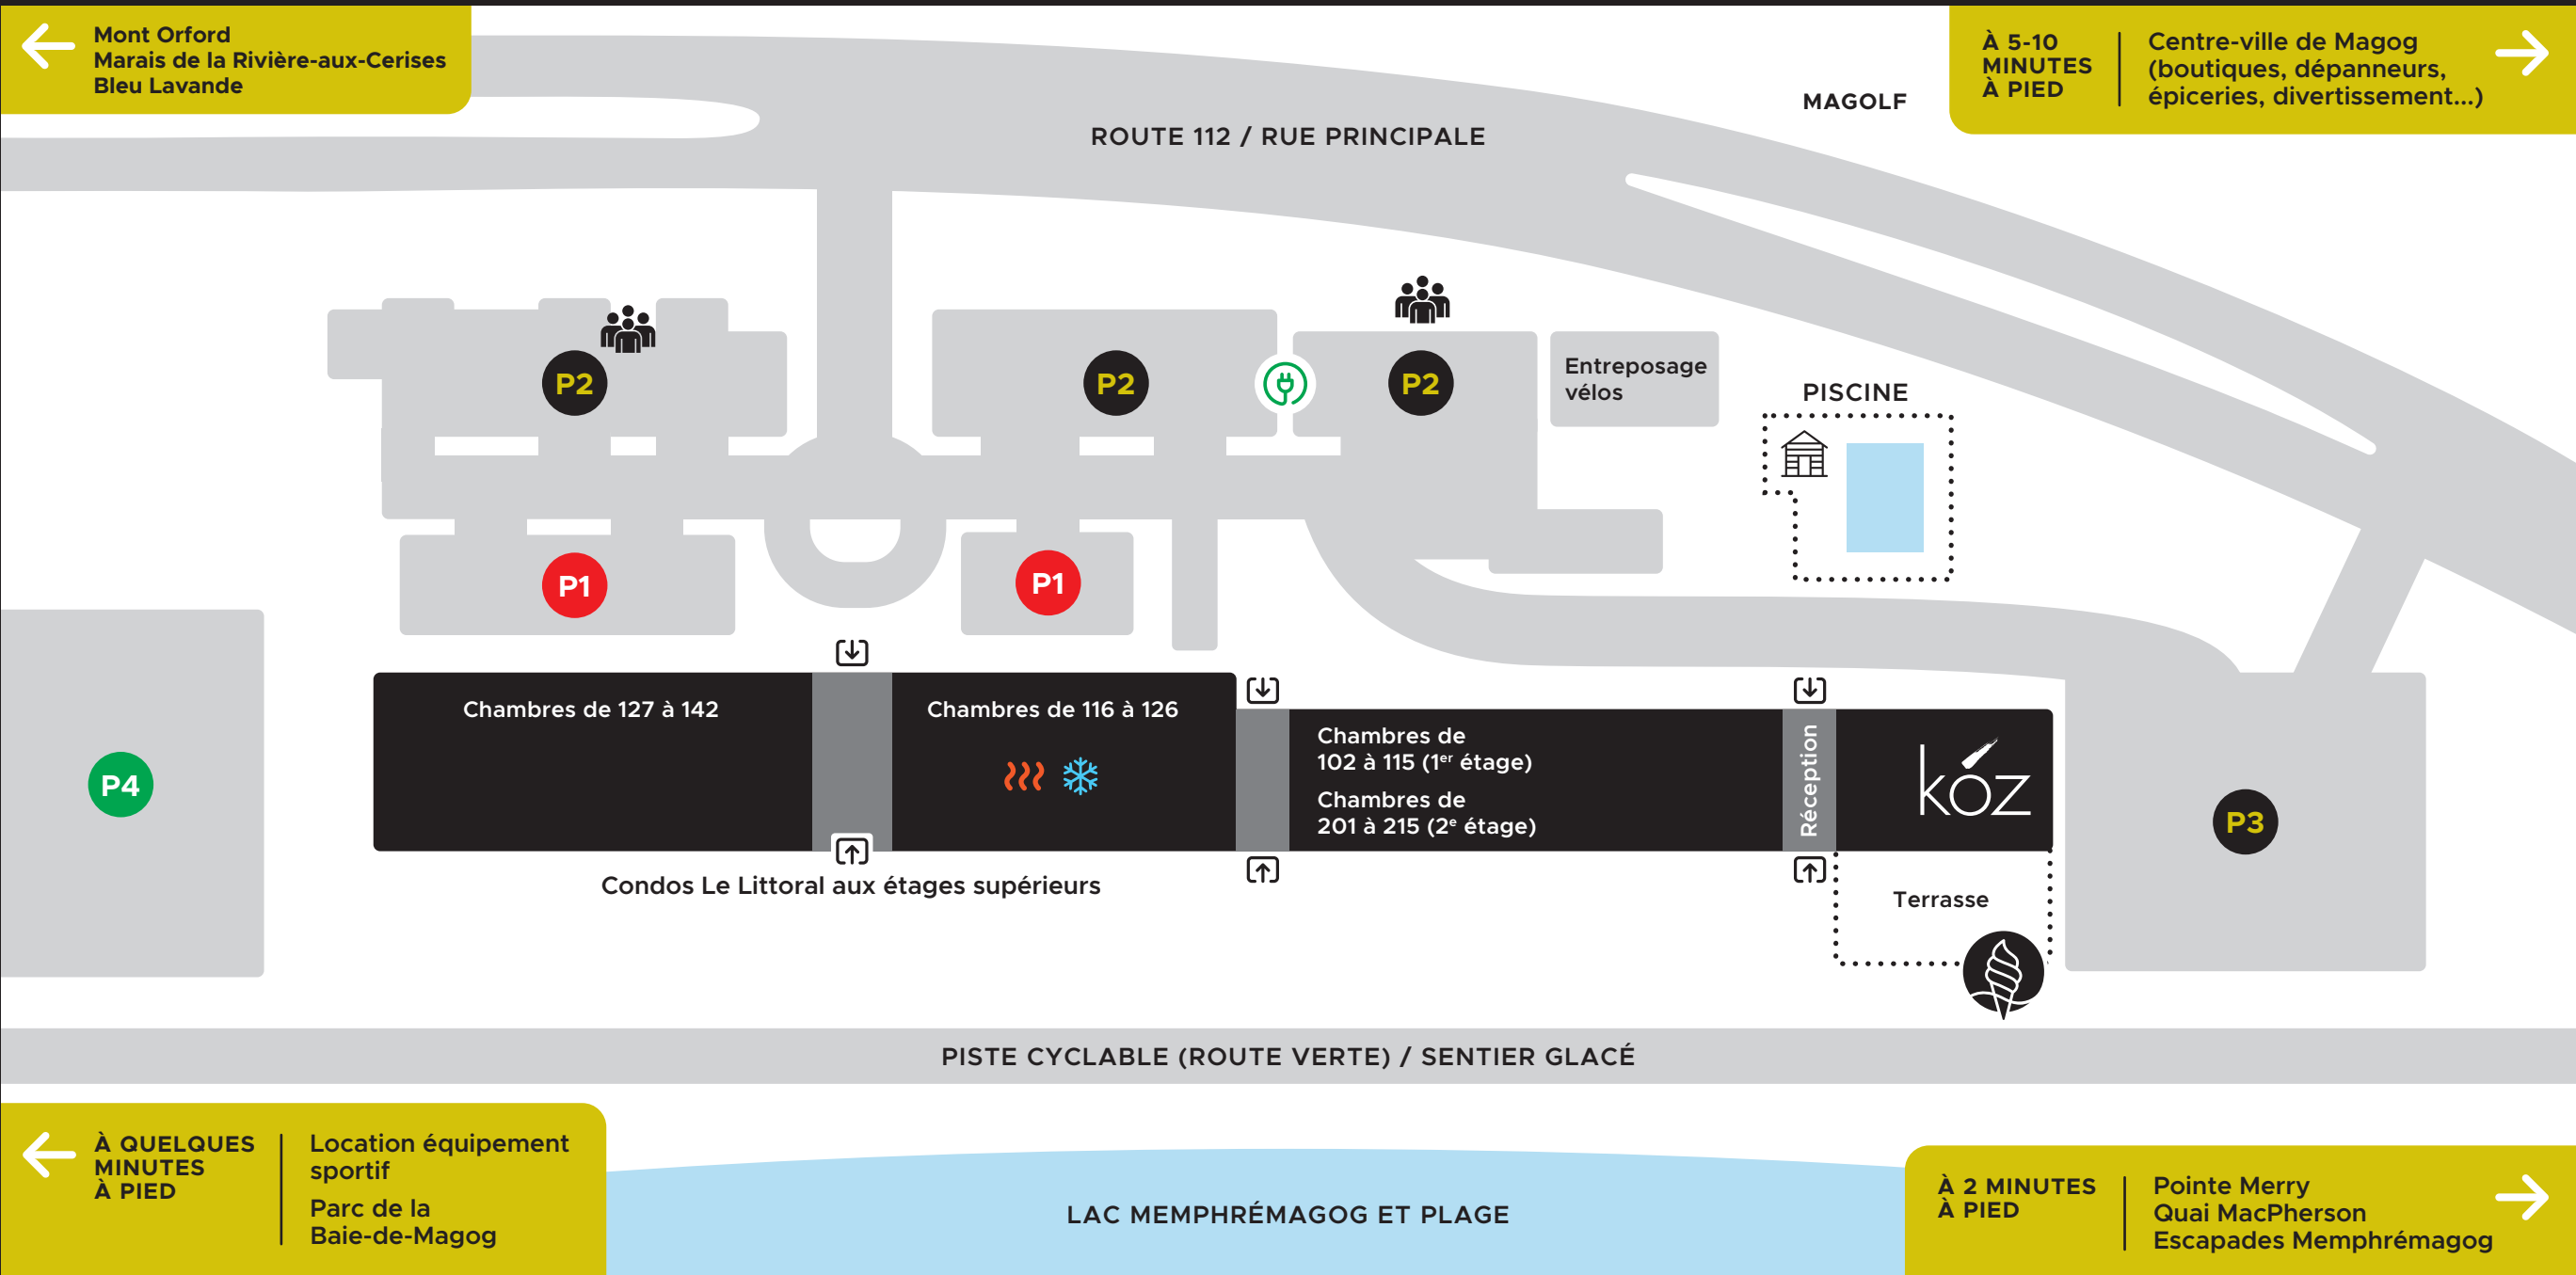 Mont Orford
Marais de la Rivière-aux-Cerises
Bleu Lavande
À 5-10
MINUTES
À PIED
Centre-ville de Magog
(boutiques, dépanneurs,
épiceries, divertissement...)
MAGOLF
ROUTE 112 / RUE PRINCIPALE
P2
P2
P2
Entreposage
vélos
PISCINE
P1
P1
P4
Chambres de 127 à 142
Chambres de 116 à 126
Chambres de
102 à 115 (1er étage)
Chambres de
201 à 215 (2e étage)
Réception
kóz
P3
Condos Le Littoral aux étages supérieurs
Terrasse
PISTE CYCLABLE (ROUTE VERTE) / SENTIER GLACÉ
À QUELQUES
MINUTES
À PIED
Location équipement
sportif
Parc de la
Baie-de-Magog
LAC MEMPHRÉMAGOG ET PLAGE
À 2 MINUTES
À PIED
Pointe Merry
Quai MacPherson
Escapades Memphrémagog